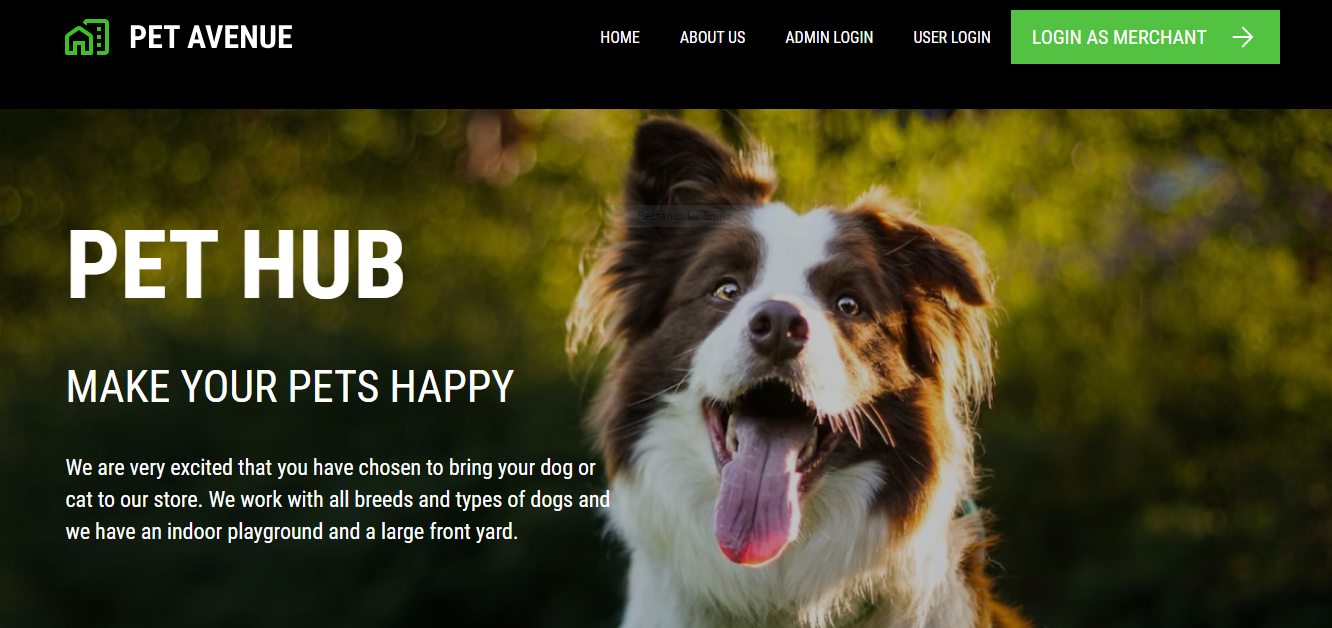 PET AVENUE
HOME
ABOUT US
ADMIN LOGIN
USER LOGIN
LOGIN AS MERCHANT
Rectangular Snip
PET HUB
MAKE YOUR PETS HAPPY
We are very excited that you have chosen to bring your dog or
cat to our store. We work with all breeds and types of dogs and
we have an indoor playground and a large front yard.